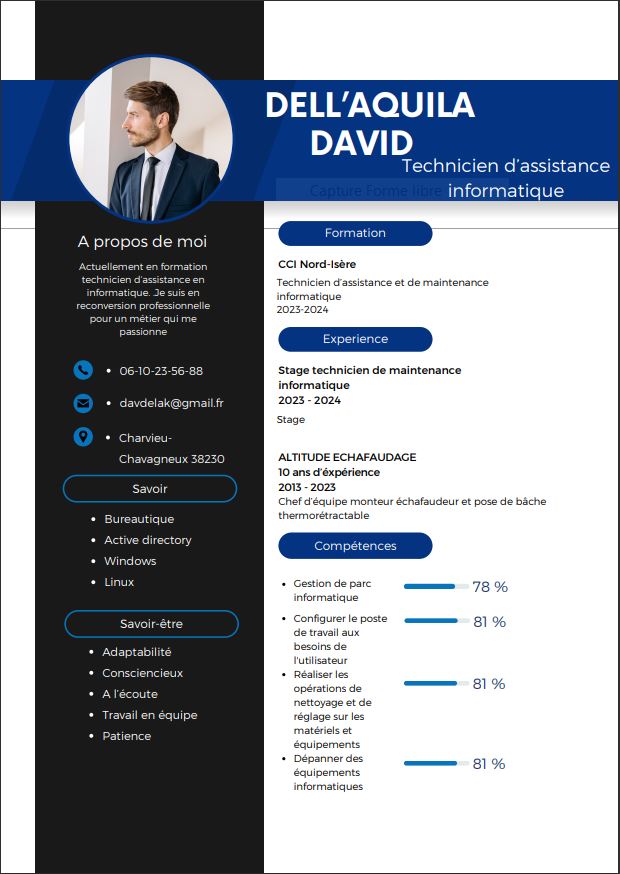 DELL’AQUILA
DAVID
Technicien d’assistance
informatique
Capture Forme libre
A propos de moi
Actuellement en formation
technicien d’assistance en
informatique. Je suis en
reconversion professionnelle
pour un métier qui me
passionne
• 06-10-23-56-88
• davdelak@gmail.fr
• Charvieu-
Chavagneux 38230
Savoir
• Bureautique
• Active directory
• Windows
• Linux
Savoir-être
• Adaptabilité
• Consciencieux
• A l’écoute
• Travail en équipe
• Patience
Formation
CCI Nord-Isère
Technicien d’assistance et de maintenance
informatique
2023-2024
Experience
Stage technicien de maintenance
informatique
2023 - 2024
Stage
ALTITUDE ECHAFAUDAGE
10 ans d’éxpérience
2013 - 2023
Chef d’équipe monteur échafaudeur et pose de bâche
thermorétractable
Compétences
• Gestion de parc
informatique
78 %
• Configurer le poste
de travail aux
besoins de
l’utilisateur
81 %
• Réaliser les
opérations de
nettoyage et de
réglage sur les
matériels et
équipements
81 %
• Dépanner des
équipements
informatiques
81 %